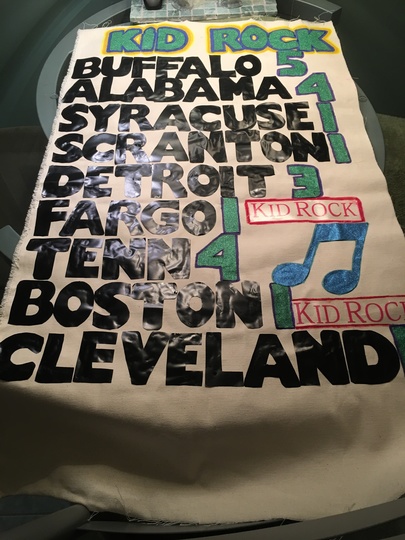 KID ROCK
BUFFALO 5
ALABAMA 4
SYRACUSE 1
SCRANTON 1
DETROIT 3
FARGO 1 KID ROCK
TENN 4
BOSTON 1 KID ROCK
CLEVELAND